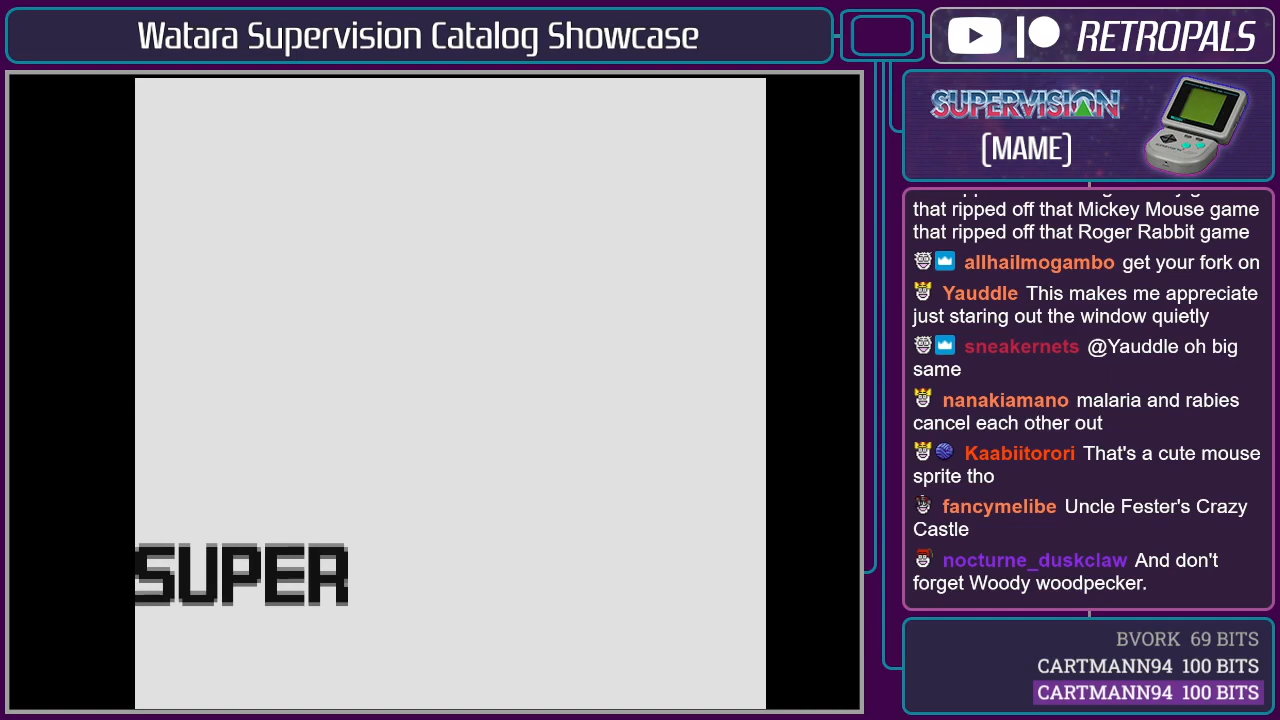 Watara Supervision Catalog Showcase
RETROPALS
SUPERVISION
[MAME]
that ripped off that Mickey Mouse game
that ripped off that Roger Rabbit game
allhailmogambo get your fork on
Yauddle This makes me appreciate
just staring out the window quietly
sneakernets @Yauddle oh big
same
nanakiamano malaria and rabies
cancel each other out
Kaabiitorori That's a cute mouse
sprite tho
fancymelibe Uncle Fester's Crazy
Castle
nocturne_duskclaw And don't
forget Woody woodpecker.
SUPER
BVORK 69 BITS
CARTMANN94 100 BITS
CARTMANN94 100 BITS